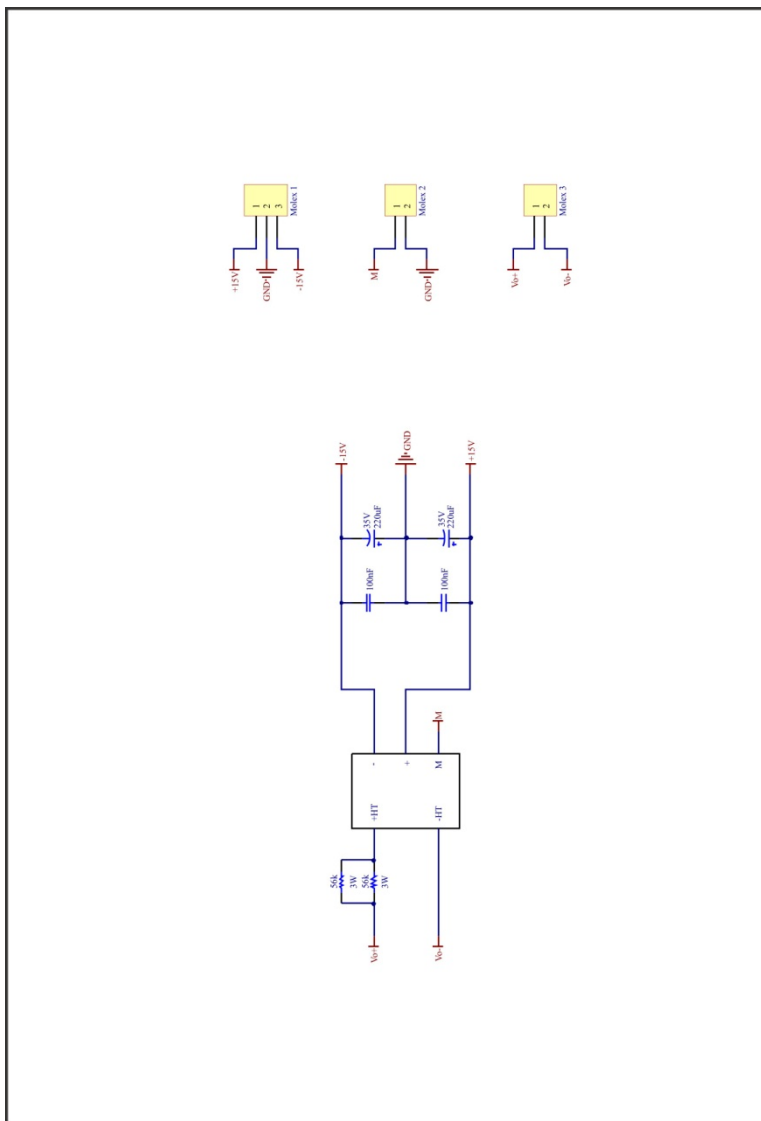 Molex 1
1
2
3
+15V
GND
-15V
Molex 2
1
2
M
GND
Molex 3
1
2
Vo+
Vo-
-15V
GND
+15V
35V
220uF
35V
220uF
100nF
100nF
M
-
+
M
+HT
-HT
56k
3W
56k
3W
Vo+
Vo-